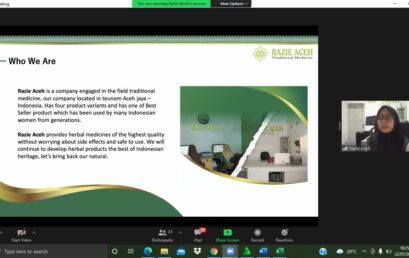 You are viewing Razie Aceh's screen
View Options
RAZIE ACEH
Traditional Medicine
Who We Are
Razie Aceh is a company engaged in the field traditional
medicine, our company located in teunom Aceh Jaya –
Indonesia. Has four product variants and has one of Best
Seller product which has been used by many Indonesian
women from generations.
Razie Aceh provides herbal medicines of the highest quality
without worrying about side effects and safe to use. We will
continue to develop herbal products the best of Indonesian
heritage, let's bring back our natural.
Razie Aceh
Start Video
Participants
Chat
Share Screen
Record
Reactions
Type here to search
29°C